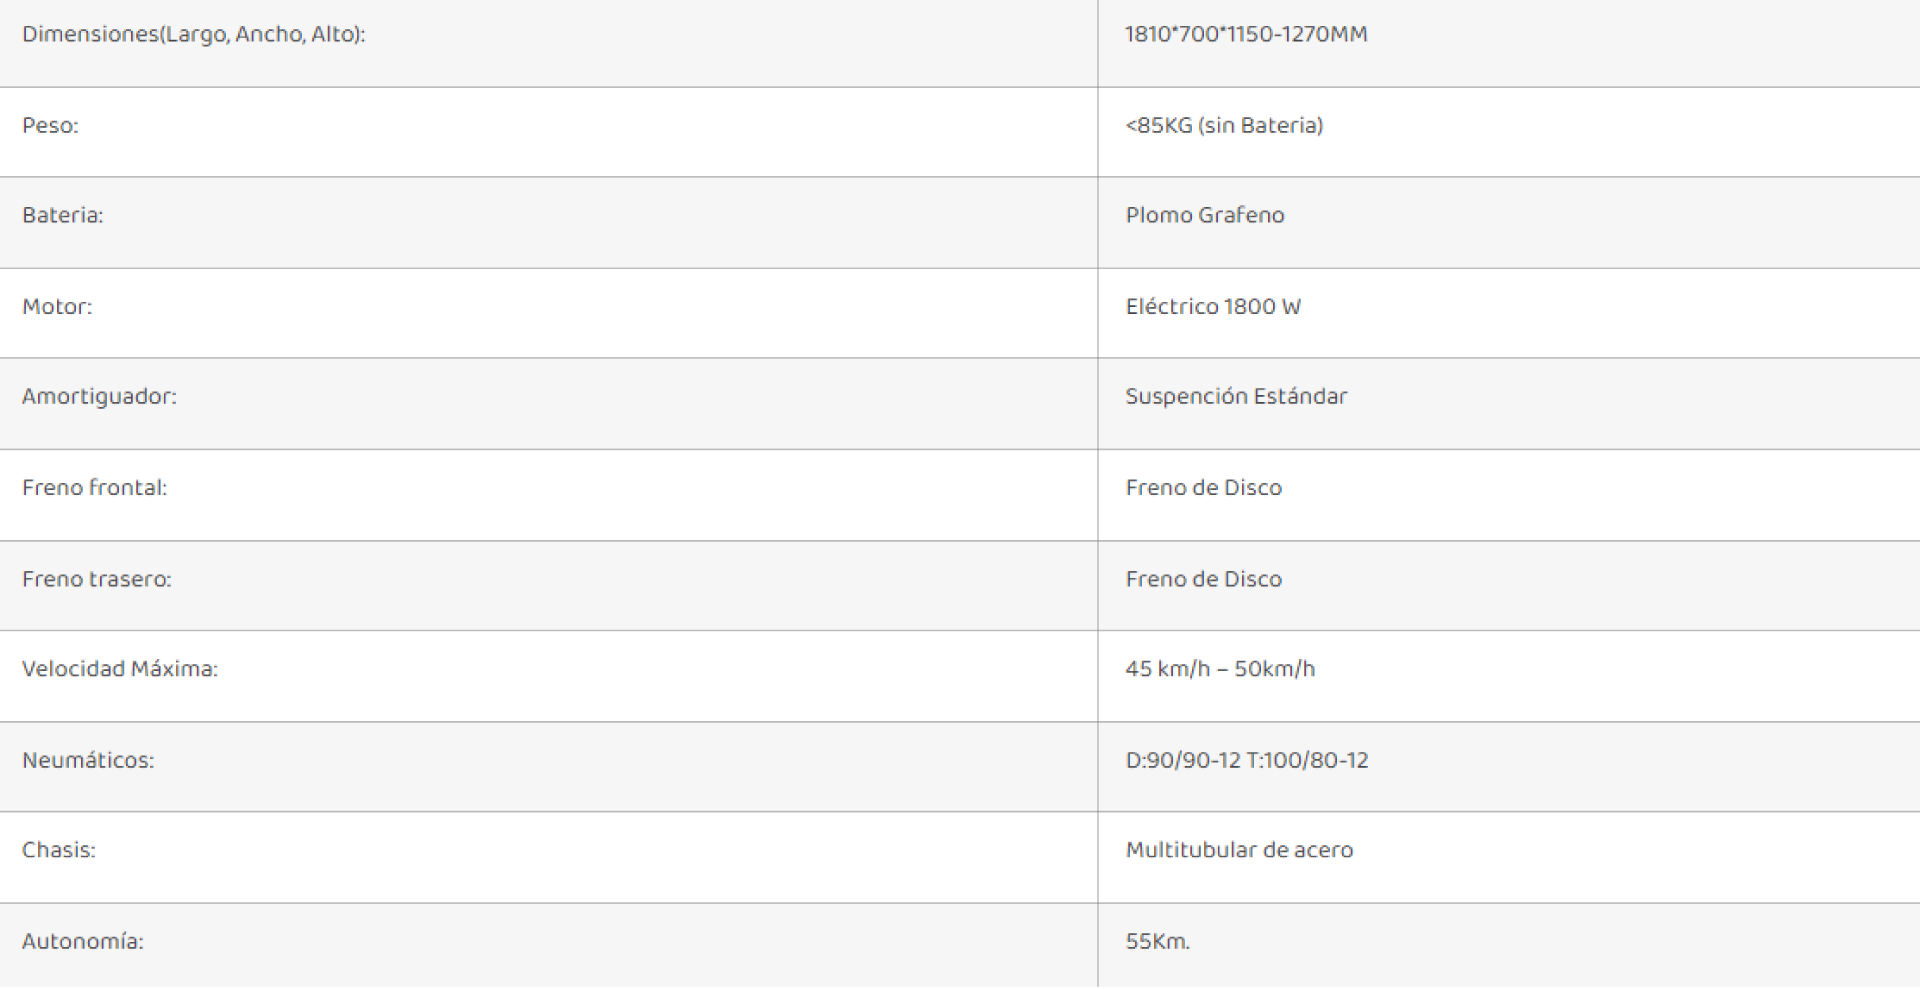 Dimensiones(Largo, Ancho, Alto): 1810*700*1150-1270MM
Peso: <85KG (sin Bateria)
Bateria: Plomo Grafeno
Motor: Eléctrico 1800 W
Amortiguador: Suspención Estándar
Freno frontal: Freno de Disco
Freno trasero: Freno de Disco
Velocidad Máxima: 45 km/h – 50km/h
Neumáticos: D:90/90-12 T:100/80-12
Chasis: Multitubular de acero
Autonomía: 55Km.